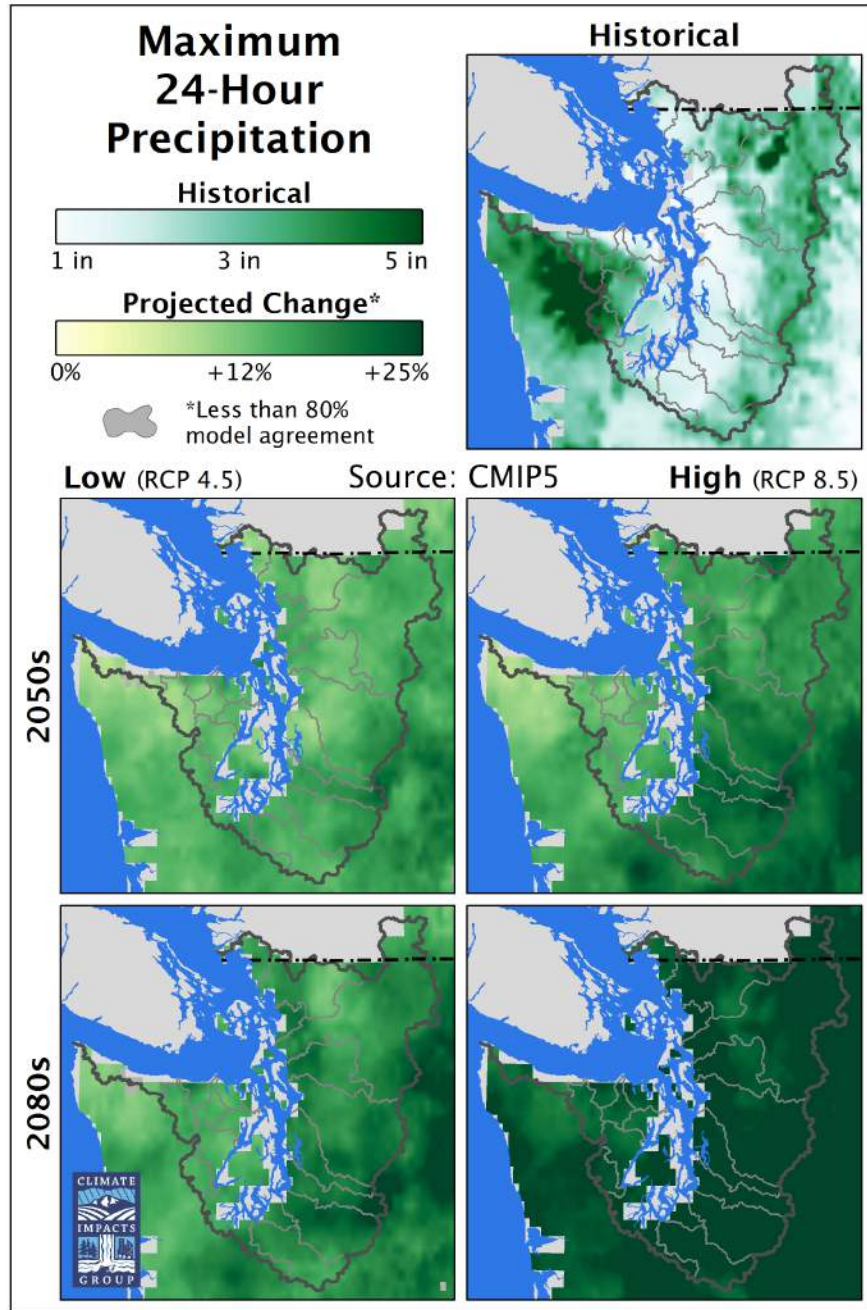 Maximum
24-Hour
Precipitation
Historical
1 in 3 in 5 in
Projected Change*
0% +12% +25%
*Less than 80%
model agreement
Historical
Low (RCP 4.5) Source: CMIP5 High (RCP 8.5)
2050s
2080s
CLIMATE
IMPACTS
GROUP